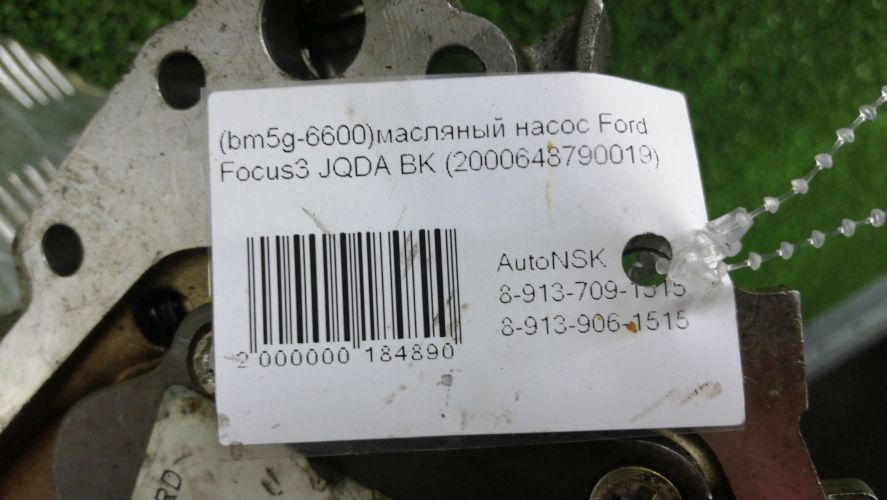 (bm5g-6600)масляный насос Ford
Focus3 JQDA BK (2000648790019)
AutoNSK
8-913-709-1515
8-913-906-1515
2 000000 184890
RD